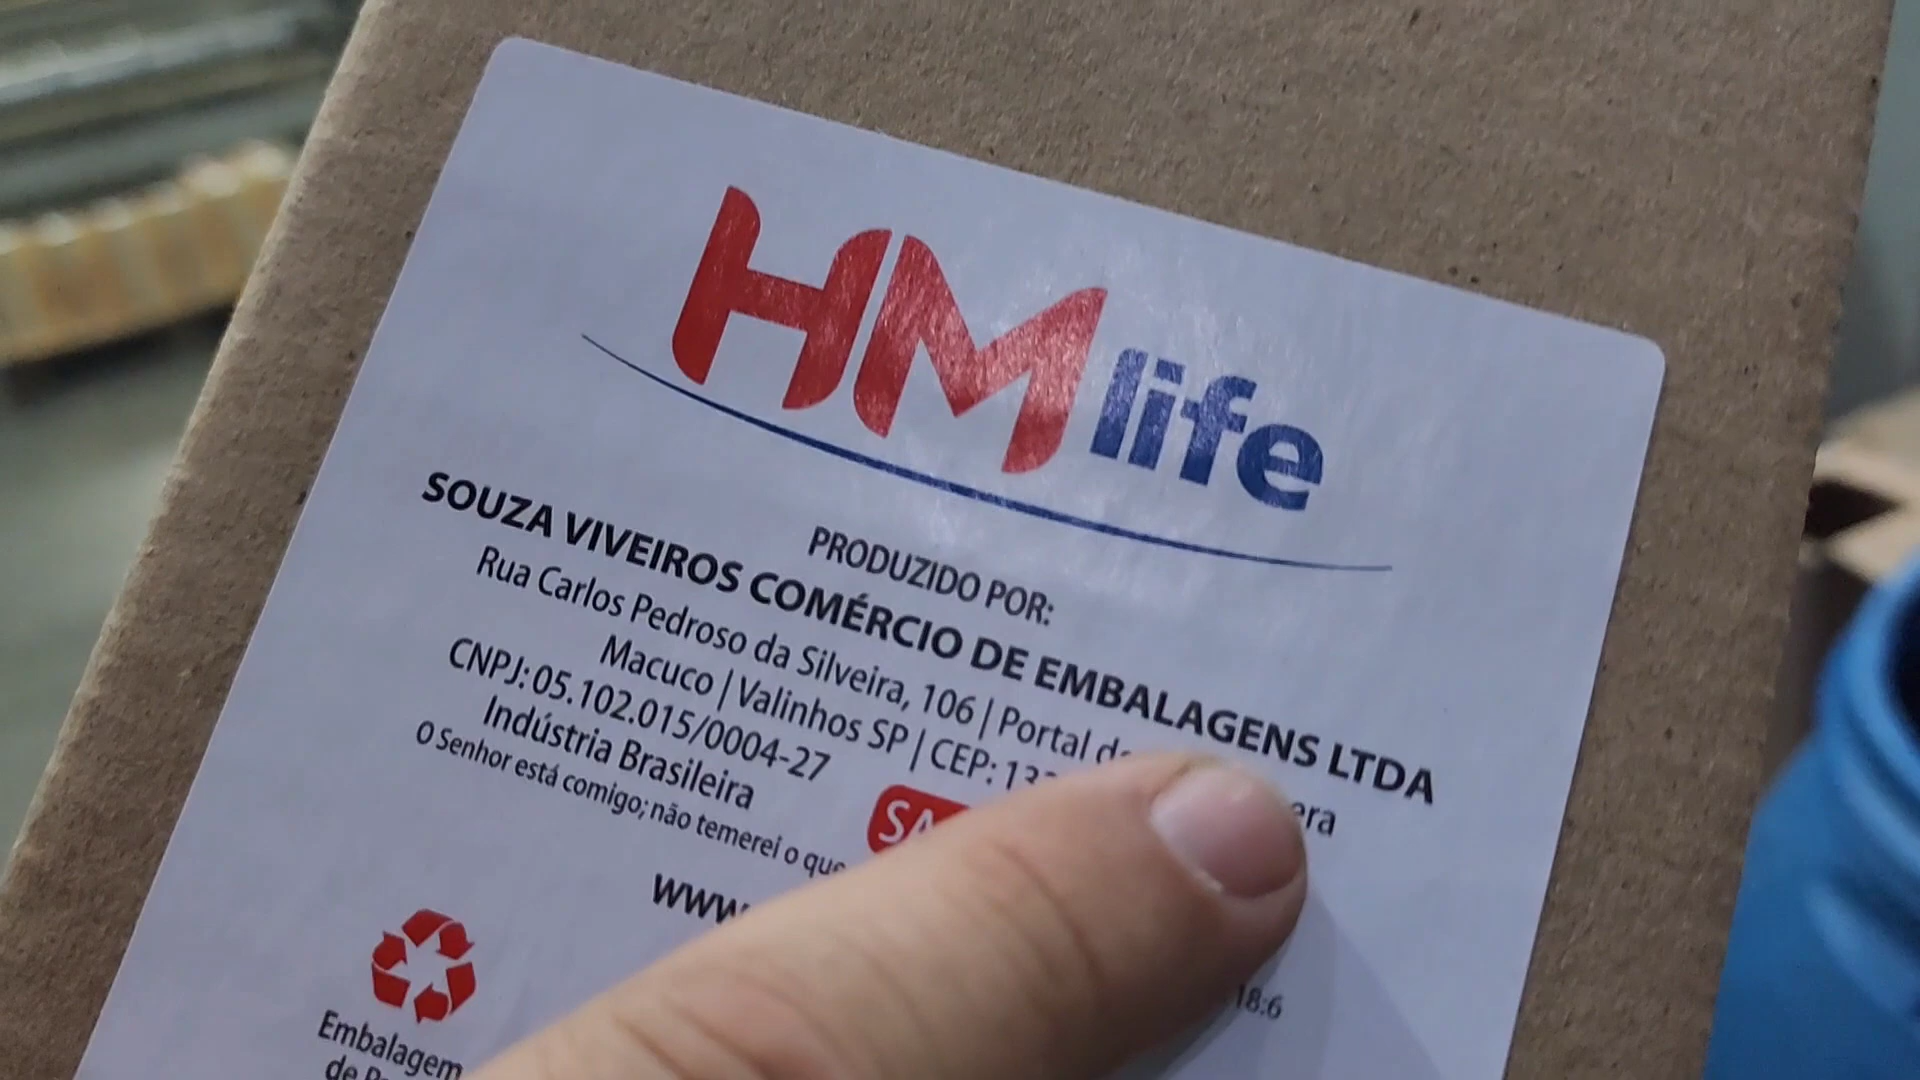 HM life
PRODUZIDO POR:
SOUZA VIVEIROS COMÉRCIO DE EMBALAGENS LTDA
Rua Carlos Pedroso da Silveira, 106 | Portal
Macuco | Valinhos SP | CEP:
CNPJ: 05.102.015/0004-27
Indústria Brasileira
O Senhor está comigo; não temerei o que
18:6
Embalagem
de